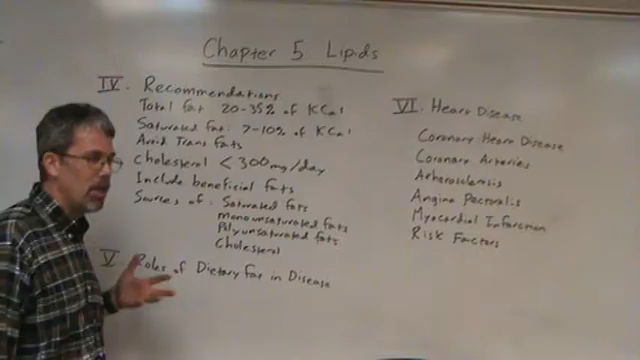 Chapter 5 Lipids
IV. Recommendations
Total fat 20-35% of KCal
Saturated fat: 7-10% of KCal
Avoid Trans fats
Cholesterol < 300mg/day
Include beneficial fats
Sources of: Saturated fats
monounsaturated fats
Polyunsaturated fats
Cholesterol
V. Roles of Dietary Fat in Disease
VI. Heart Disease
Coronary Heart Disease
Coronary Arteries
Atherosclerosis
Angina Pectoralis
Myocardial Infarction
Risk Factors